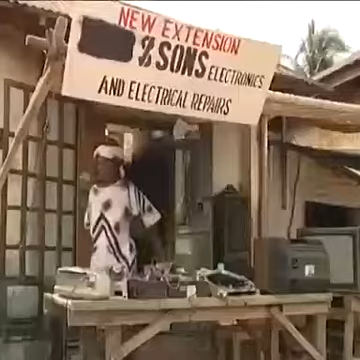 NEW EXTENSION
& SONS ELECTRONICS
AND ELECTRICAL REPAIRS